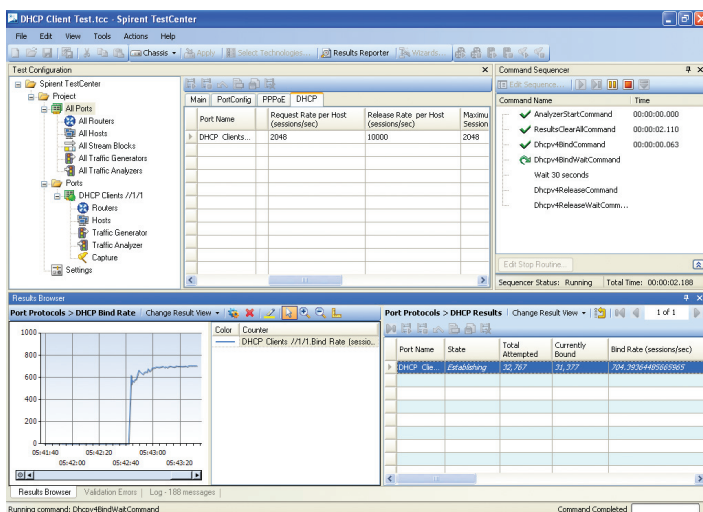 DHCP Client Test.tcc - Spirent TestCenter
File Edit View Tools Actions Help
Chassis Apply Select Technologies... Results Reporter Wizards...
Test Configuration
Spirent TestCenter
Project
All Ports
All Routers
All Hosts
All Stream Blocks
All Traffic Generators
All Traffic Analyzers
Ports
DHCP Clients //1/1
Routers
Hosts
Traffic Generator
Traffic Analyzer
Capture
Settings
Main PortConfig PPPoE DHCP
Port Name Request Rate per Host (sessions/sec) Release Rate per Host (sessions/sec) Maximu Session
DHCP Clients... 2048 10000 2048
Command Sequencer
Edit Sequence...
Command Name Time
AnalyzerStartCommand 00:00:00.000
ResultsClearAllCommand 00:00:02.110
Dhcpv4BindCommand 00:00:00.063
Dhcpv4BindWaitCommand
Wait 30 seconds
Dhcpv4ReleaseCommand
Dhcpv4ReleaseWaitComm...
Edit Stop Routine...
Sequencer Status: Running Total Time: 00:00:02.188
Results Browser
Port Protocols > DHCP Bind Rate Change Result View
1000
800
600
400
200
0
05:41:40 05:42:20 05:43:00
05:42:00 05:42:40 05:43:20
Color Counter
DHCP Clients //1/1.Bind Rate (sessio...
Port Protocols > DHCP Results Change Result View 1 of 1
Port Name State Total Attempted Currently Bound Bind Rate (sessions/sec)
DHCP Clie... Establishing 32,767 31,377 704.39364485665965
Results Browser Validation Errors Log - 188 messages
Running command: Dhcpv4BindWaitCommand Command Completed